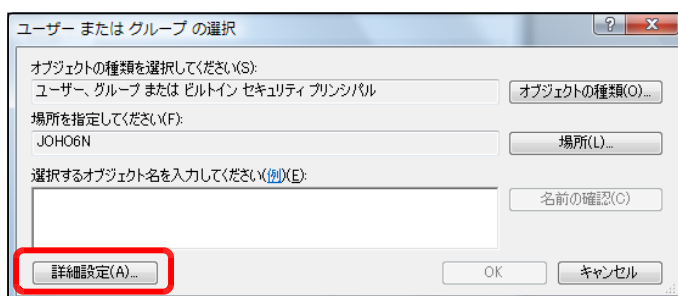 ユーザー または グループ の選択
オブジェクトの種類を選択してください(S):
ユーザー、グループ または ビルトイン セキュリティ プリンシパル
オブジェクトの種類(O)...
場所を指定してください(F):
JOHO6N
場所(L)...
選択するオブジェクト名を入力してください(例)(E):
名前の確認(C)
詳細設定(A)...
OK
キャンセル